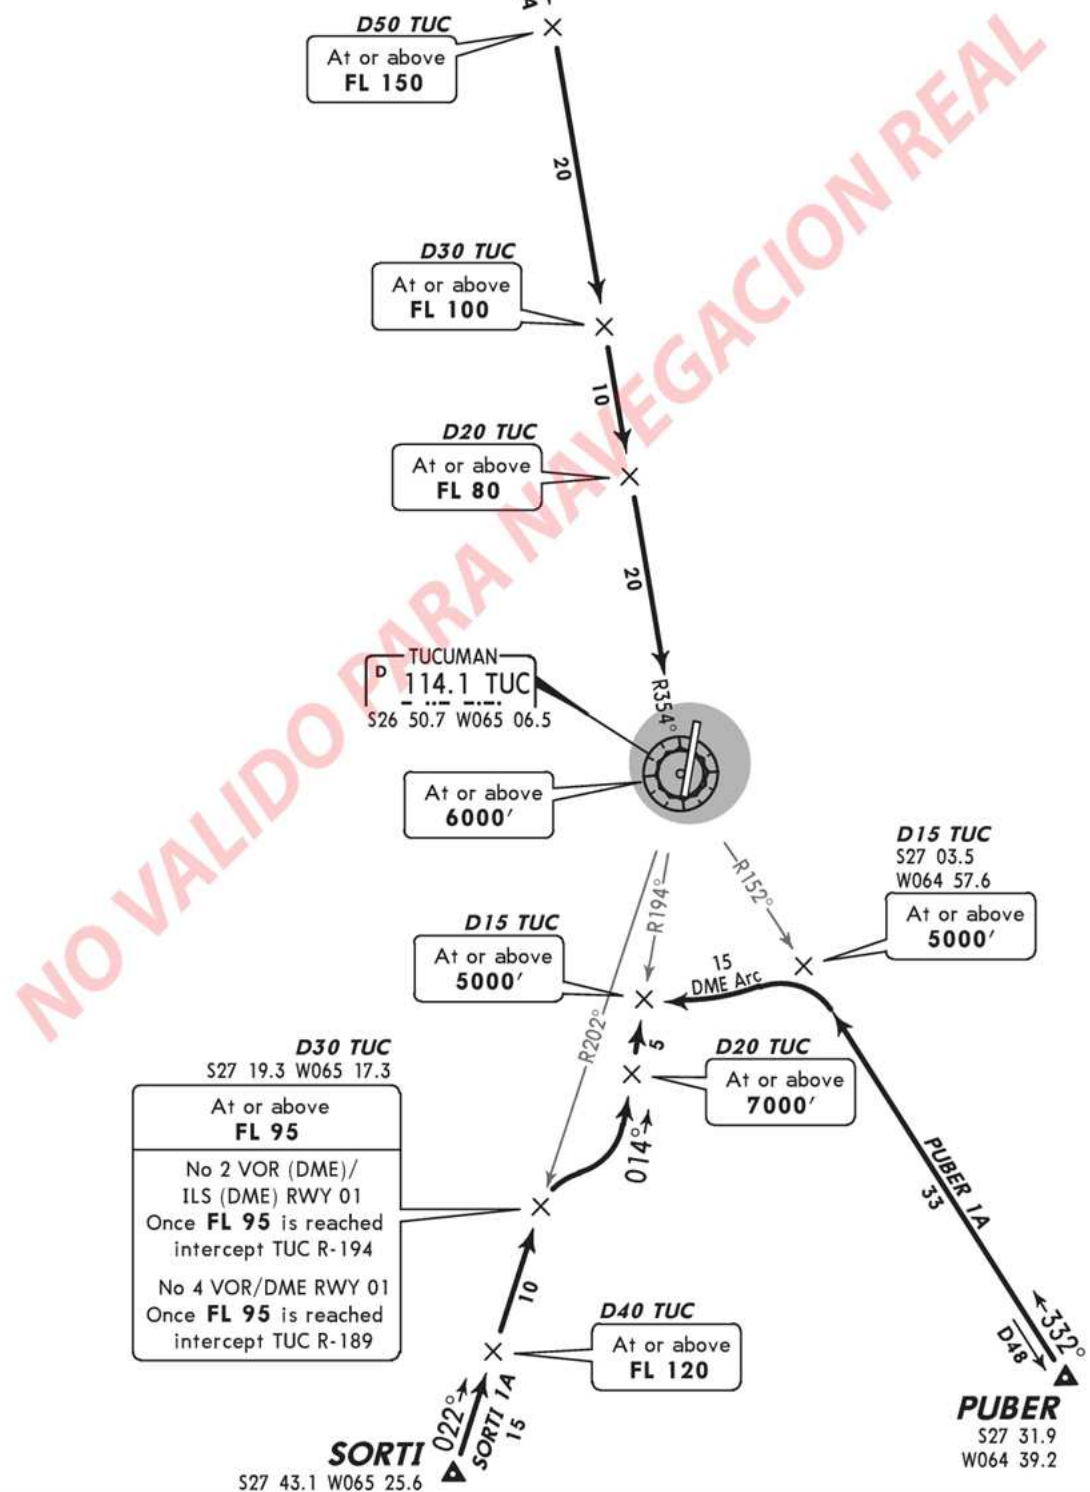 D50 TUC
At or above
FL 150
20
D30 TUC
At or above
FL 100
10
D20 TUC
At or above
FL 80
20
TUCUMAN
D 114.1 TUC
S26 50.7 W065 06.5
R354°
At or above
6000'
D15 TUC
S27 03.5
W064 57.6
At or above
5000'
R152°
R194°
R202°
D15 TUC
At or above
5000'
15
DME Arc
5
D20 TUC
At or above
7000'
014°
D30 TUC
S27 19.3 W065 17.3
At or above
FL 95
No 2 VOR (DME)/
ILS (DME) RWY 01
Once FL 95 is reached
intercept TUC R-194
No 4 VOR/DME RWY 01
Once FL 95 is reached
intercept TUC R-189
10
D40 TUC
At or above
FL 120
022°
SORTI 1A
15
SORTI
S27 43.1 W065 25.6
PUBER 1A
33
332°
D48
PUBER
S27 31.9
W064 39.2
NO VALIDO PARA NAVEGACION REAL